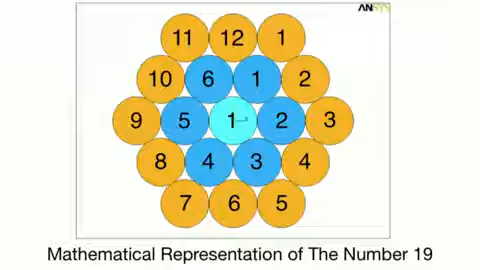 ANSYS
11 12 1
10 6 1 2
9 5 1 2 3
8 4 3 4
7 6 5
Mathematical Representation of The Number 19